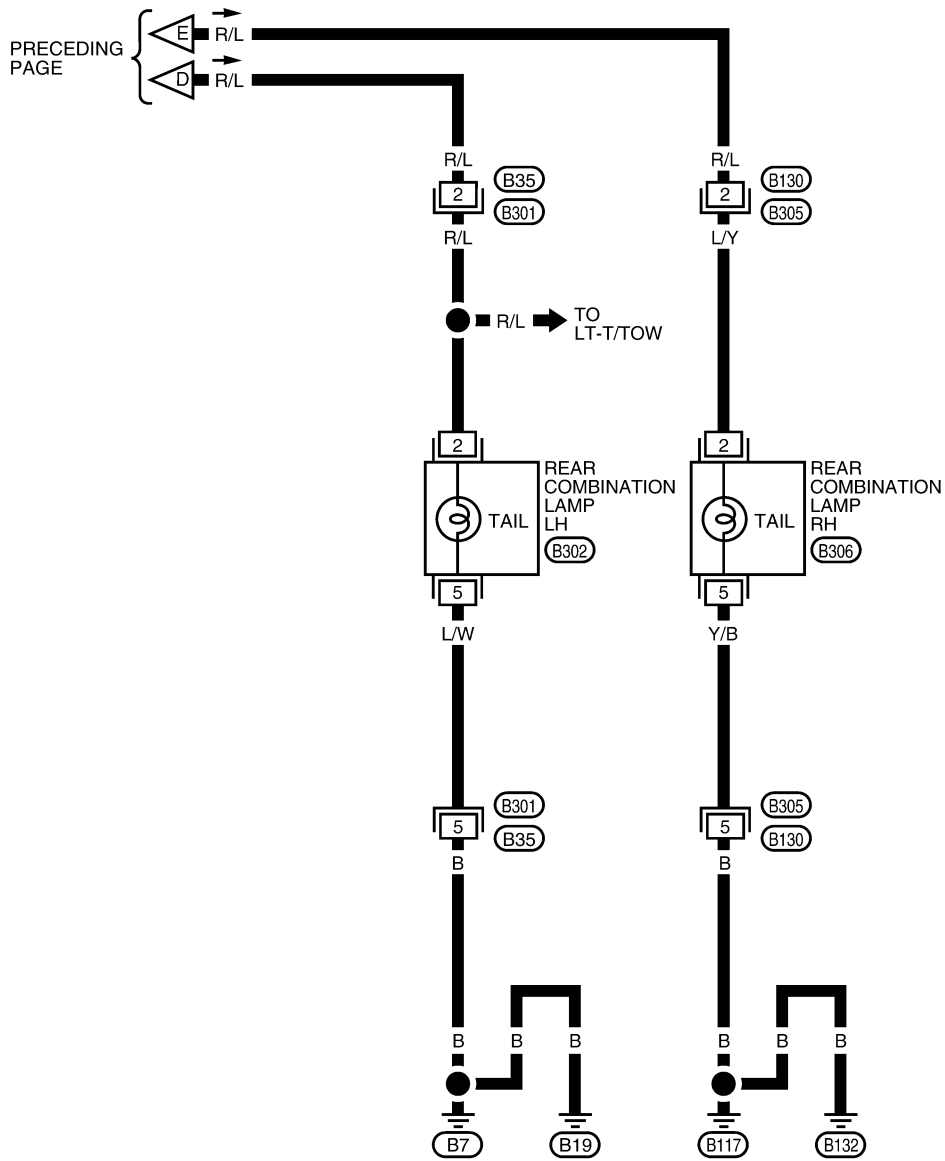 PRECEDING
PAGE
E R/L
D R/L
R/L R/L
2 B35 2 B130
B301 B305
R/L L/Y
R/L TO
LT-T/TOW
2 2
REAR REAR
COMBINATION COMBINATION
LAMP LAMP
TAIL LH TAIL RH
B302 B306
5 5
L/W Y/B
B301 B305
5 B35 5 B130
B B
B B B B B B
B7 B19 B117 B132